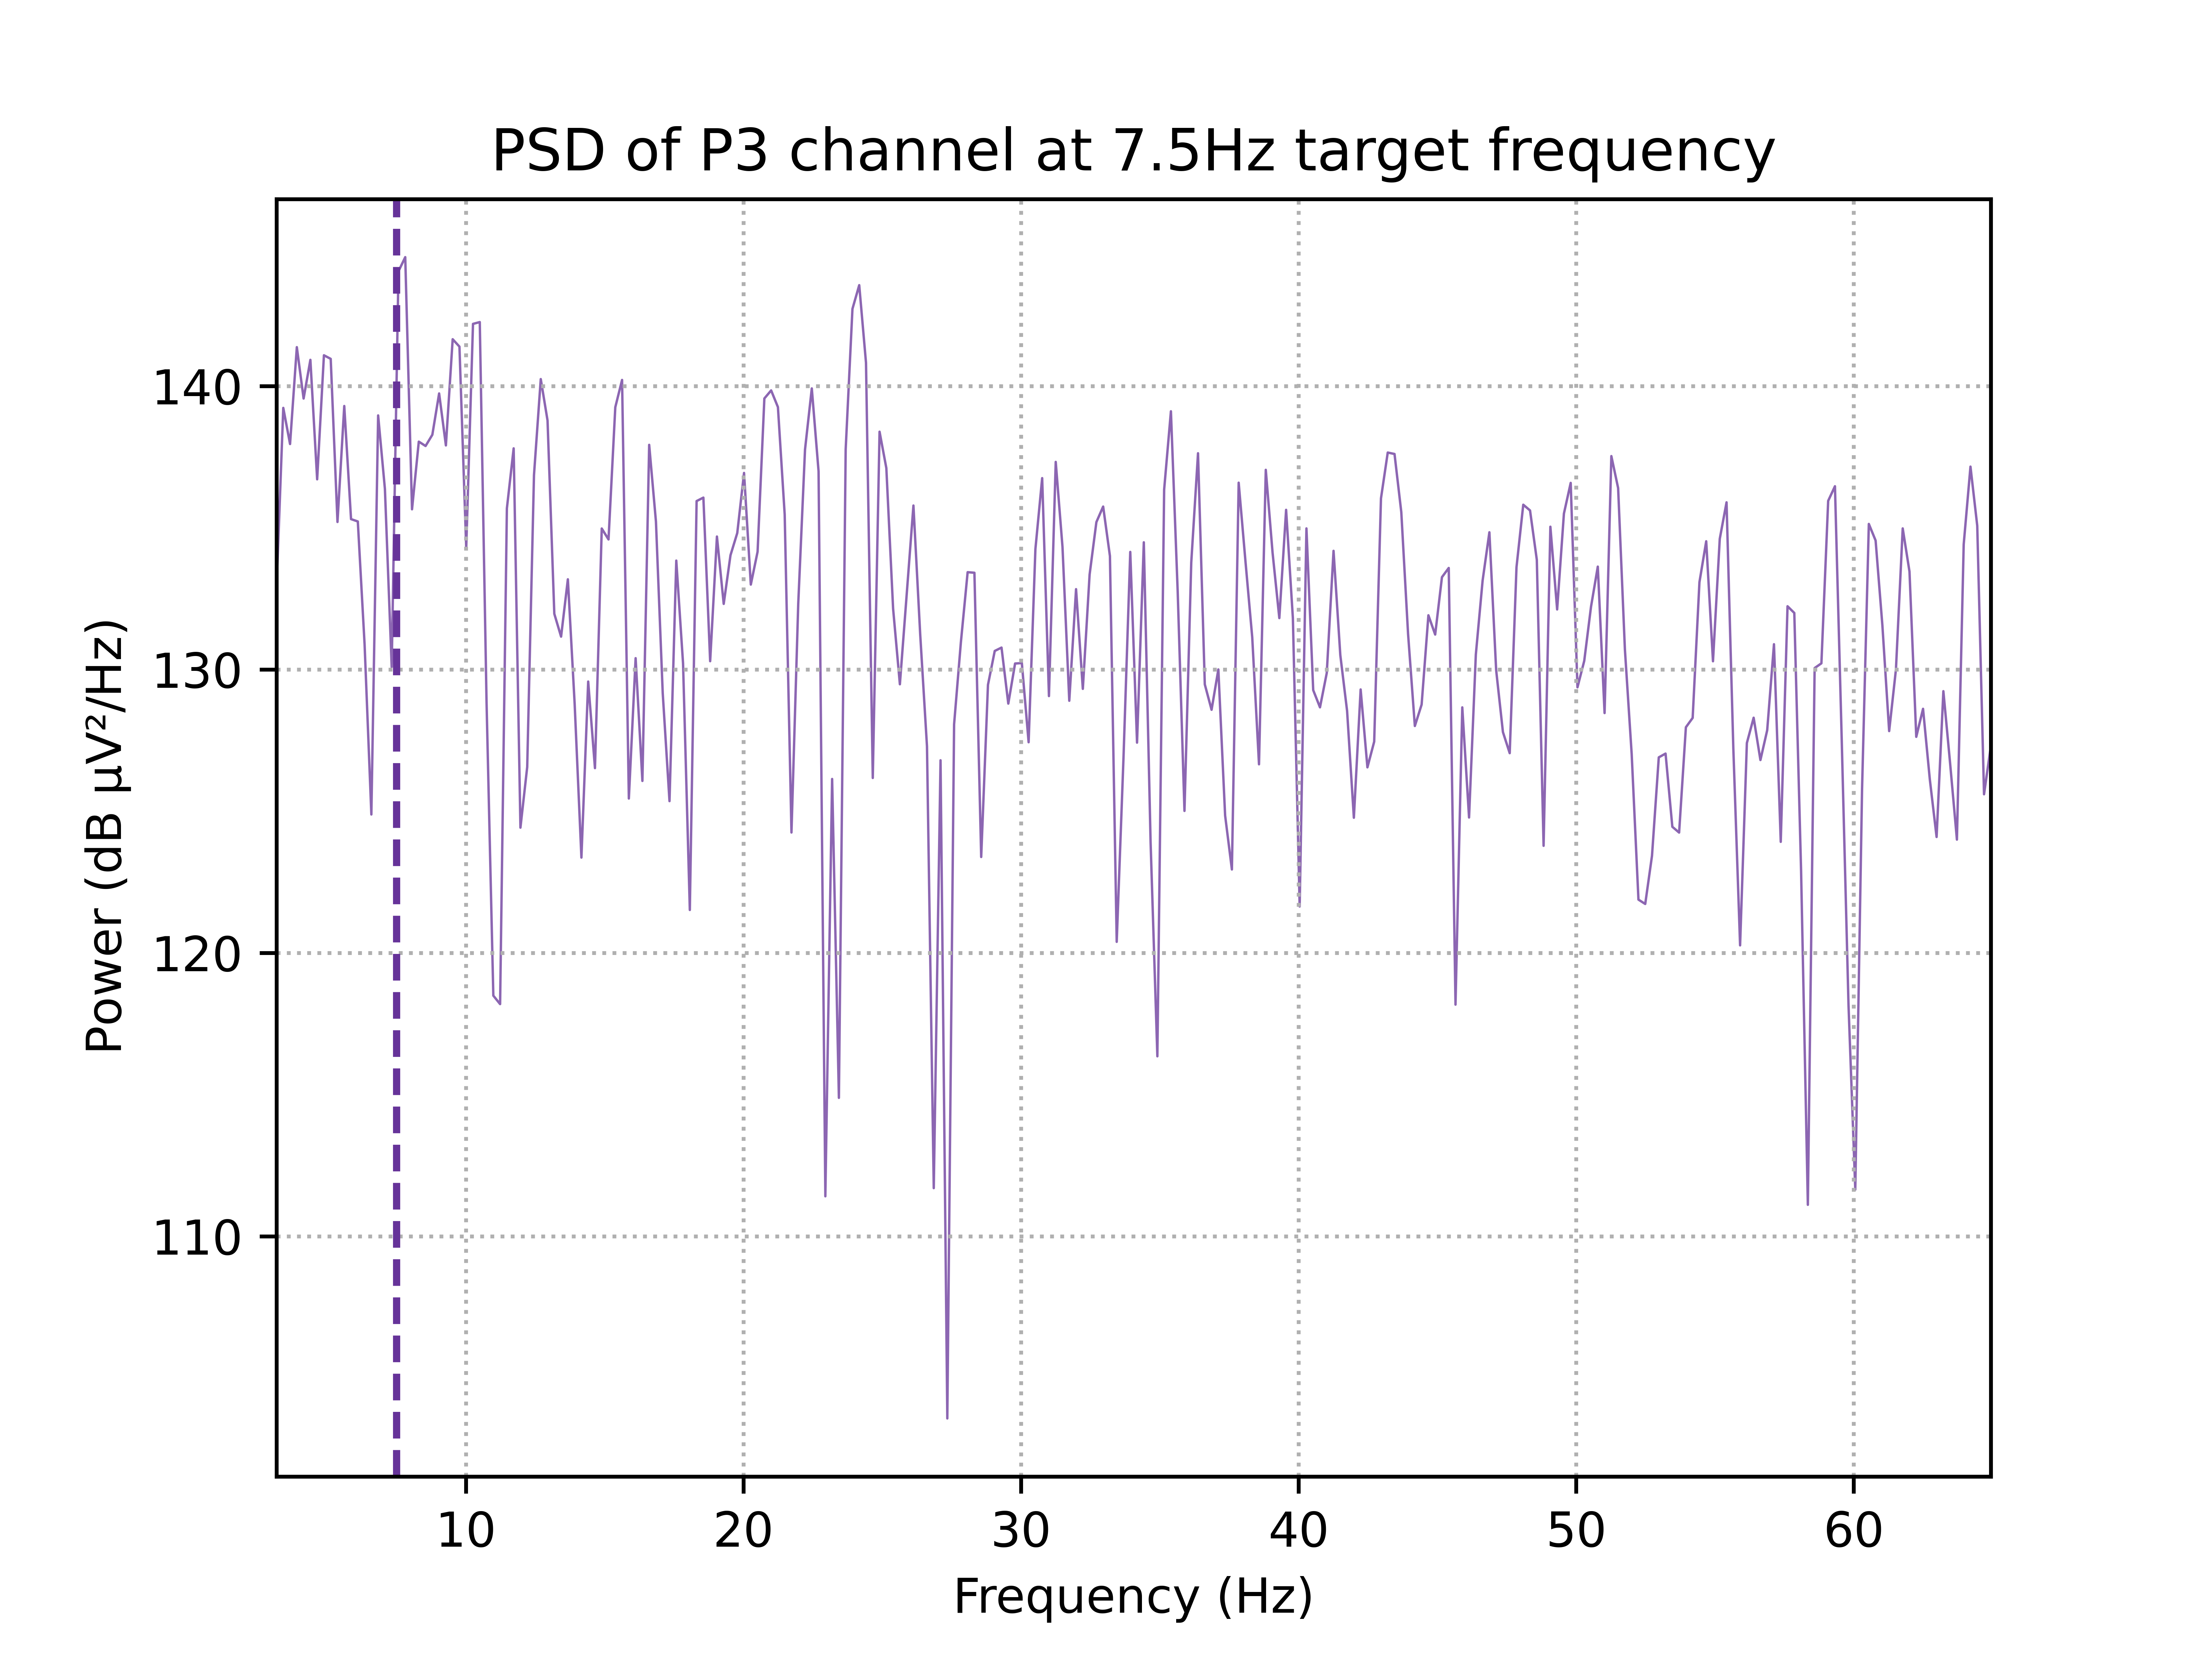 PSD of P3 channel at 7.5Hz target frequency
Power (dB µV²/Hz)
140
130
120
110
10 20 30 40 50 60
Frequency (Hz)